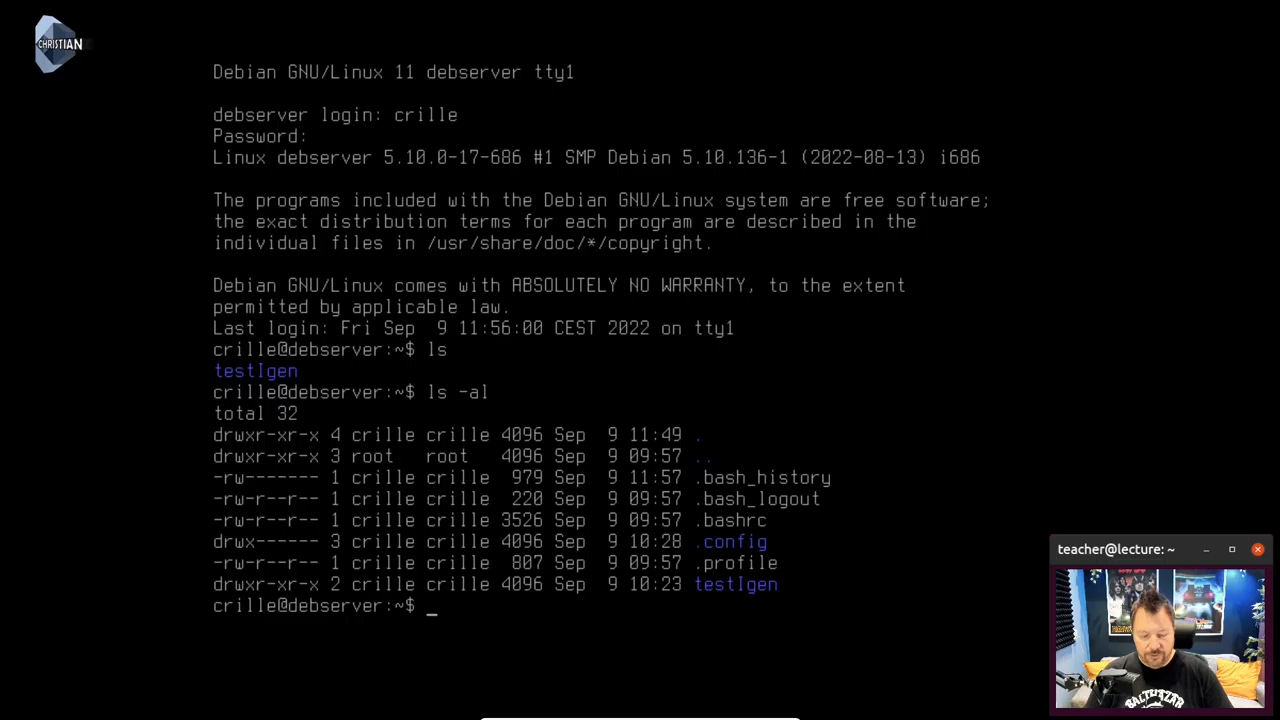 CHRISTIAN
Debian GNU/Linux 11 debserver tty1
debserver login: crille
Password:
Linux debserver 5.10.0-17-686 #1 SMP Debian 5.10.136-1 (2022-08-13) i686
The programs included with the Debian GNU/Linux system are free software;
the exact distribution terms for each program are described in the
individual files in /usr/share/doc/*/copyright.
Debian GNU/Linux comes with ABSOLUTELY NO WARRANTY, to the extent
permitted by applicable law.
Last login: Fri Sep  9 11:56:00 CEST 2022 on tty1
crille@debserver:~$ ls
testIgen
crille@debserver:~$ ls -al
total 32
drwxr-xr-x 4 crille crille 4096 Sep  9 11:49 .
drwxr-xr-x 3 root   root   4096 Sep  9 09:57 ..
-rw------- 1 crille crille  979 Sep  9 11:57 .bash_history
-rw-r--r-- 1 crille crille  220 Sep  9 09:57 .bash_logout
-rw-r--r-- 1 crille crille 3526 Sep  9 09:57 .bashrc
drwx------ 3 crille crille 4096 Sep  9 10:28 .config
-rw-r--r-- 1 crille crille  807 Sep  9 09:57 .profile
drwxr-xr-x 2 crille crille 4096 Sep  9 10:23 testIgen
crille@debserver:~$ _
teacher@lecture: ~